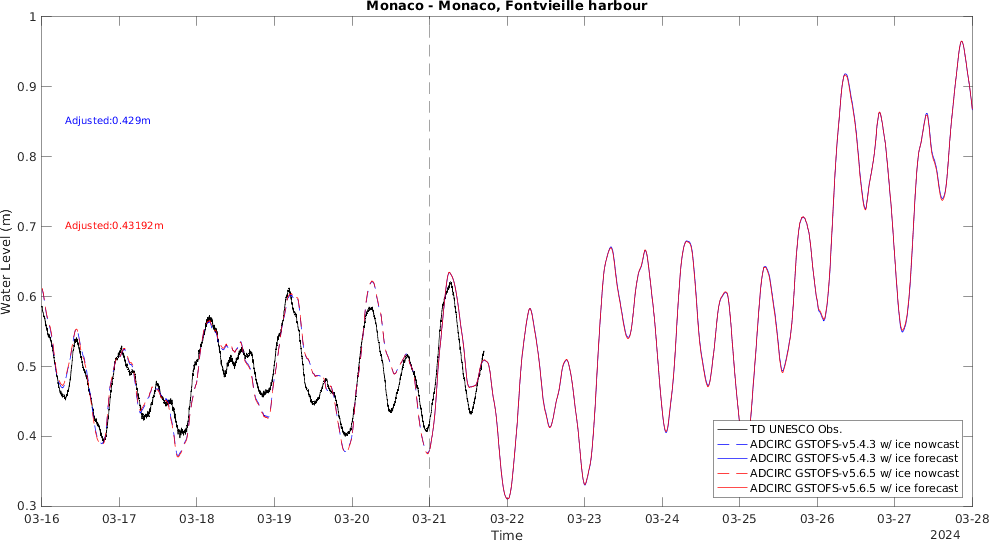 Monaco - Monaco, Fontvieille harbour
1
0.9
Adjusted:0.429m
0.8
0.7
Adjusted:0.43192m
Water Level (m)
0.6
0.5
0.4
TD UNESCO Obs.
ADCIRC GSTOFS-v5.4.3 w/ ice nowcast
ADCIRC GSTOFS-v5.4.3 w/ ice forecast
ADCIRC GSTOFS-v5.6.5 w/ ice nowcast
ADCIRC GSTOFS-v5.6.5 w/ ice forecast
0.3
03-16 03-17 03-18 03-19 03-20 03-21 03-22 03-23 03-24 03-25 03-26 03-27 03-28
Time
2024